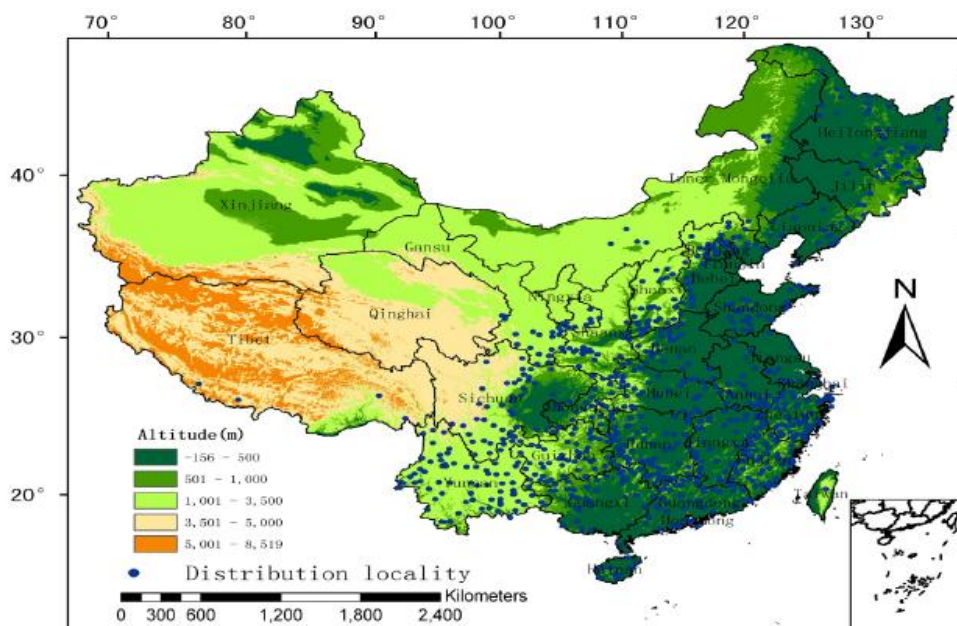 70° 80° 90° 100° 110° 120° 130°
Heilongjiang
40°
Inner Mongolia
Jilin
Xinjiang
Liaoning
Gansu
Hebei
Shanxi
Ningxia
Shandong
N
Qinghai
30°
Tibet
Henan
Jiangsu
Shanghai
Sichuan
Hubei
Hunan
Yunnan
Taiwan
20°
Guangxi
Guangdong
Hainan
Altitude(m)
-156 - 500
501 - 1,000
1,001 - 3,500
3,501 - 5,000
5,001 - 8,519
Distribution locality
Kilometers
0 300 600 1,200 1,800 2,400